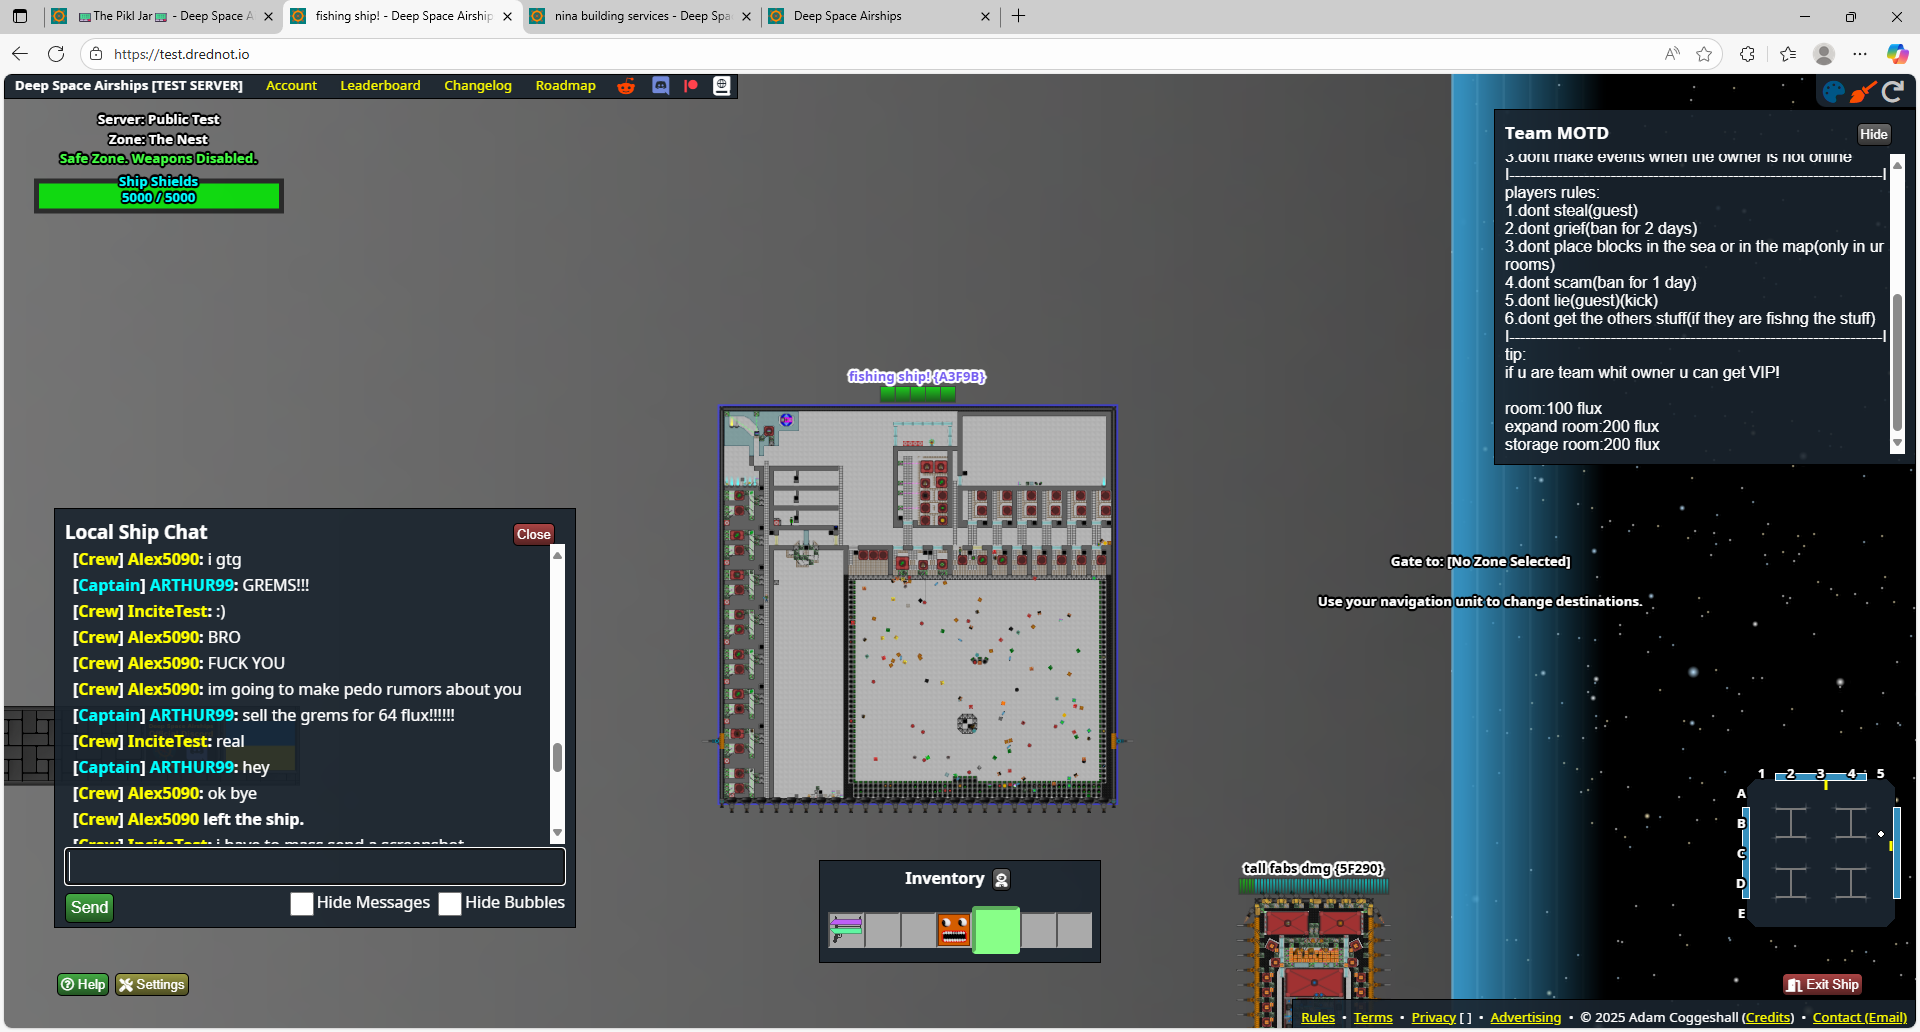 The Pikl Jar - Deep Space A
fishing ship! - Deep Space Airship
nina building services - Deep Spa
Deep Space Airships
https://test.drednot.io
Deep Space Airships [TEST SERVER]
Account
Leaderboard
Changelog
Roadmap
Server: Public Test
Zone: The Nest
Safe Zone. Weapons Disabled.
Ship Shields
5000 / 5000
Team MOTD
Hide
3.dont make events when the owner is not online
|------------------------------------------------------------------------|
players rules:
1.dont steal(guest)
2.dont grief(ban for 2 days)
3.dont place blocks in the sea or in the map(only in ur
rooms)
4.dont scam(ban for 1 day)
5.dont lie(guest)(kick)
6.dont get the others stuff(if they are fishng the stuff)
|------------------------------------------------------------------------|
tip:
if u are team whit owner u can get VIP!
room:100 flux
expand room:200 flux
storage room:200 flux
fishing ship! {A3F9B}
Local Ship Chat
Close
[Crew] Alex5090: i gtg
[Captain] ARTHUR99: GREMS!!!
[Crew] InciteTest: :)
[Crew] Alex5090: BRO
[Crew] Alex5090: FUCK YOU
[Crew] Alex5090: im going to make pedo rumors about you
[Captain] ARTHUR99: sell the grems for 64 flux!!!!!!
[Crew] InciteTest: real
[Captain] ARTHUR99: hey
[Crew] Alex5090: ok bye
[Crew] Alex5090 left the ship.
[Crew] InciteTest: i have to mass send a screenshot
Send
Hide Messages
Hide Bubbles
Gate to: [No Zone Selected]
Use your navigation unit to change destinations.
1 2 3 4 5
A
B
C
D
E
Inventory
tall fabs dmg {5F290}
Help
Settings
Exit Ship
Rules • Terms • Privacy [ ] • Advertising • © 2025 Adam Coggeshall (Credits) • Contact (Email)